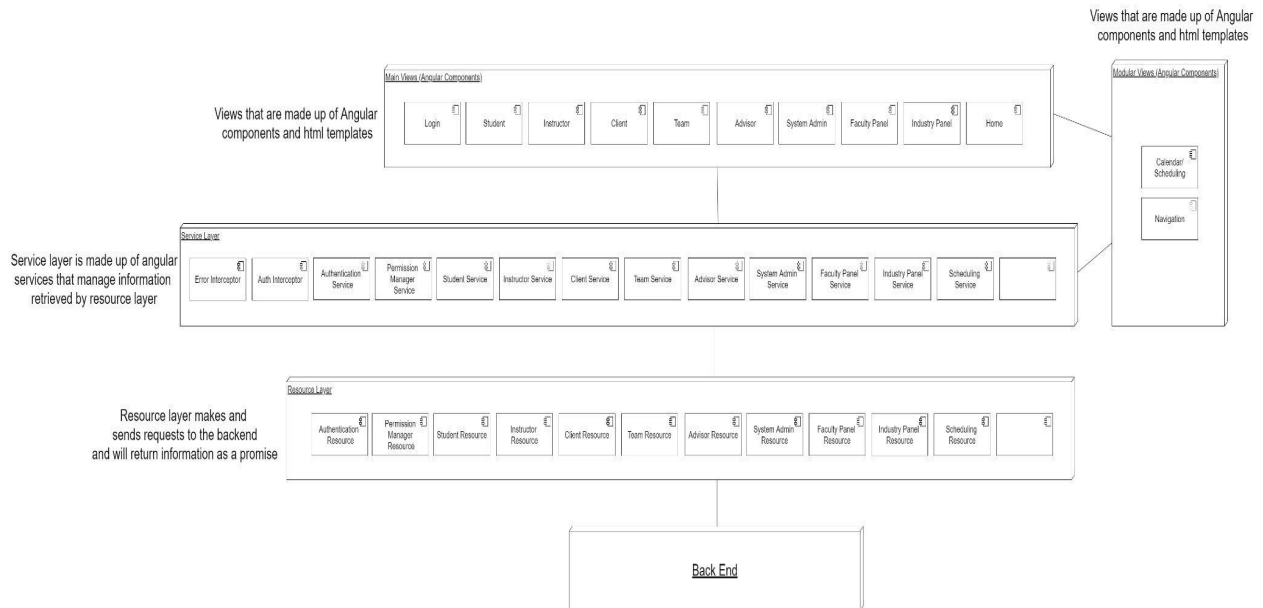 Views that are made up of Angular
components and html templates
Modular Views (Angular Components)
Calendar/
Scheduling
Navigation
Main Views (Angular Components)
Views that are made up of Angular
components and html templates
Login
Student
Instructor
Client
Team
Advisor
System Admin
Faculty Panel
Industry Panel
Home
Service Layer
Service layer is made up of angular
services that manage information
retrieved by resource layer
Error Interceptor
Auth Interceptor
Authentication
Service
Permission
Manager
Service
Student Service
Instructor Service
Client Service
Team Service
Advisor Service
System Admin
Service
Faculty Panel
Service
Industry Panel
Service
Scheduling
Service
Resource Layer
Resource layer makes and
sends requests to the backend
and will return information as a promise
Authentication
Resource
Permission
Manager
Resource
Student Resource
Instructor
Resource
Client Resource
Team Resource
Advisor Resource
System Admin
Resource
Faculty Panel
Resource
Industry Panel
Resource
Scheduling
Resource
Back End